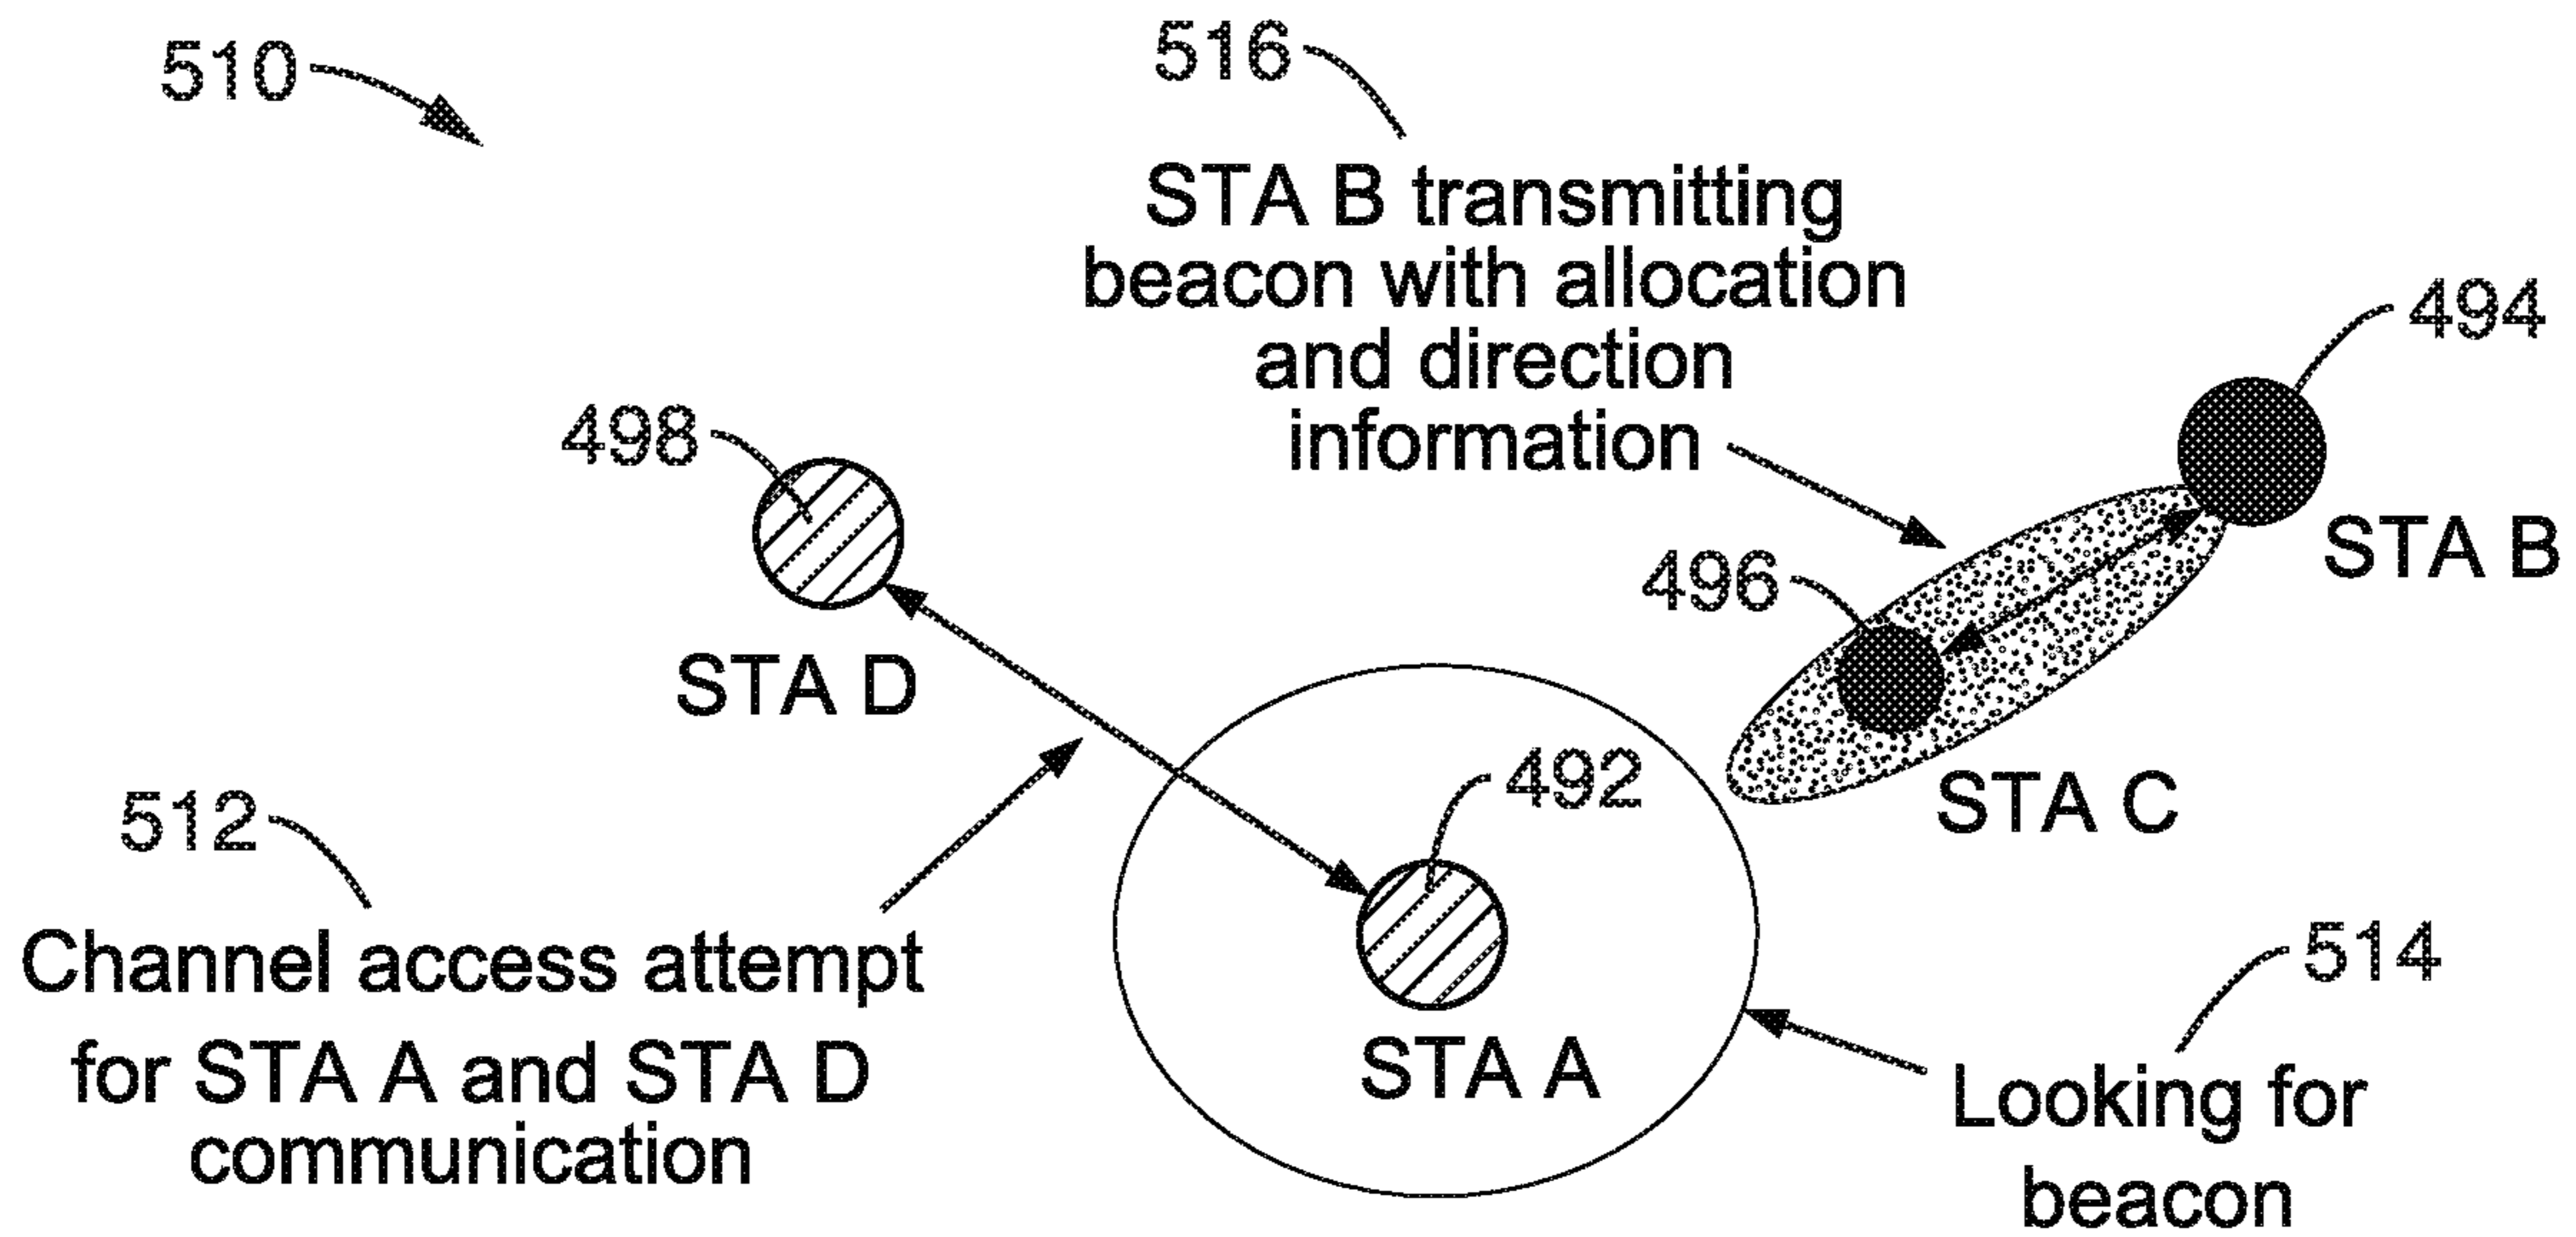 510
516
STA B transmitting
beacon with allocation
and direction
information
494
STA B
498
STA D
496
STA C
492
STA A
512
Channel access attempt
for STA A and STA D
communication
514
Looking for
beacon